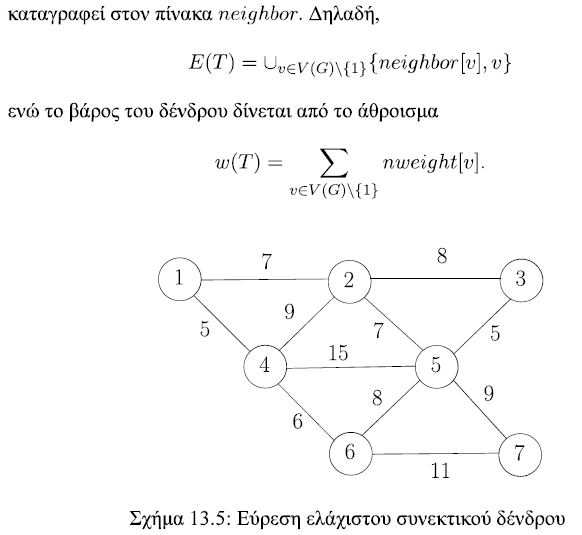 καταγραφεί στον πίνακα neighbor. Δηλαδή,
E(T) = ∪_{v∈V(G)\{1}}{neighbor[v], v}
ενώ το βάρος του δένδρου δίνεται από το άθροισμα
w(T) = ∑_{v∈V(G)\{1}} nweight[v].
7 8
1 2 3
5 9 7 5
4 15 5
6 8 9
6 11 7
Σχήμα 13.5: Εύρεση ελάχιστου συνεκτικού δένδρου